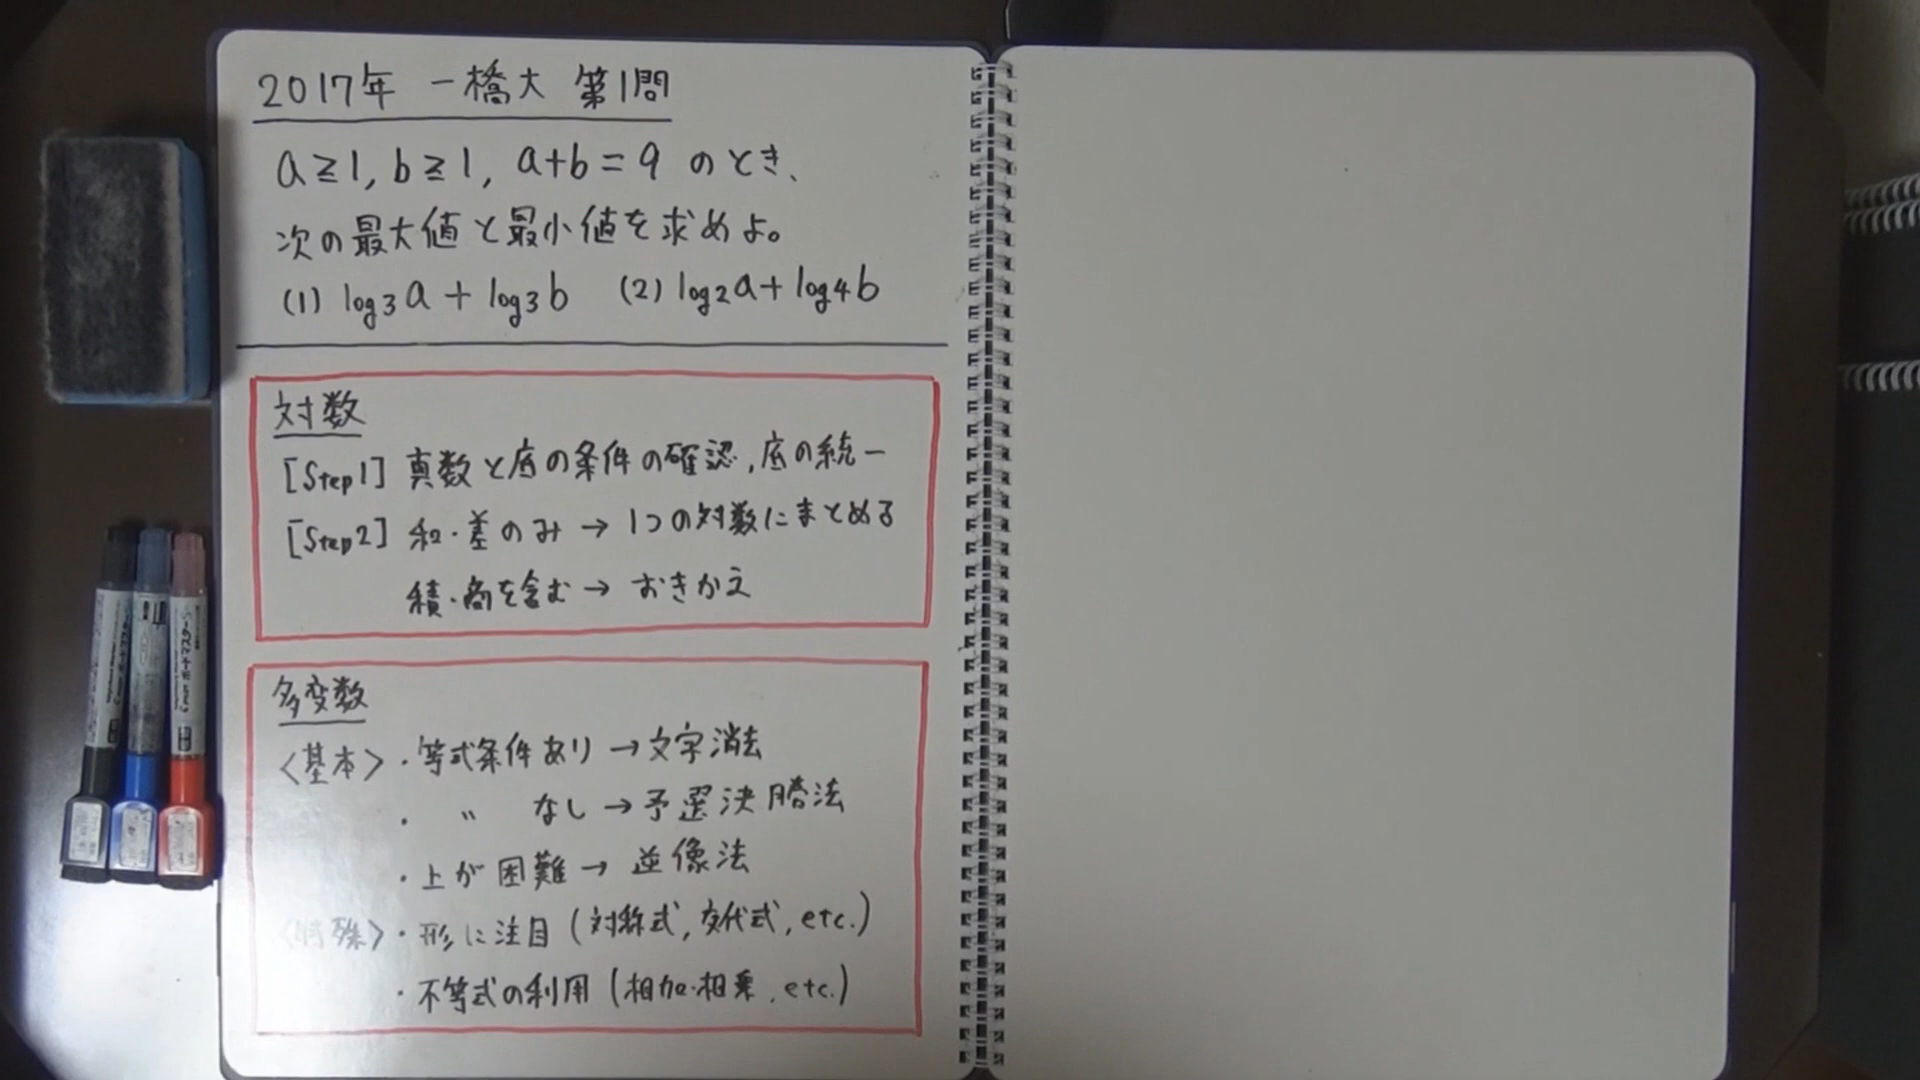 2017年 一橋大 第1問
a≧1, b≧1, a+b=9 のとき、
次の最大値と最小値を求めよ。
(1) log3a + log3b (2) log2a + log4b
対数
[Step1] 真数と底の条件の確認, 底の統一
[Step2] 和・差のみ → 1つの対数にまとめる
積・商を含む → おきかえ
多変数
<基本> ・等式条件あり → 文字消法
・ 〃 なし → 予選決勝法
・上が困難 → 逆像法
<特殊> ・形に注目 (対称式, 交代式, etc.)
・不等式の利用 (相加・相乗, etc.)